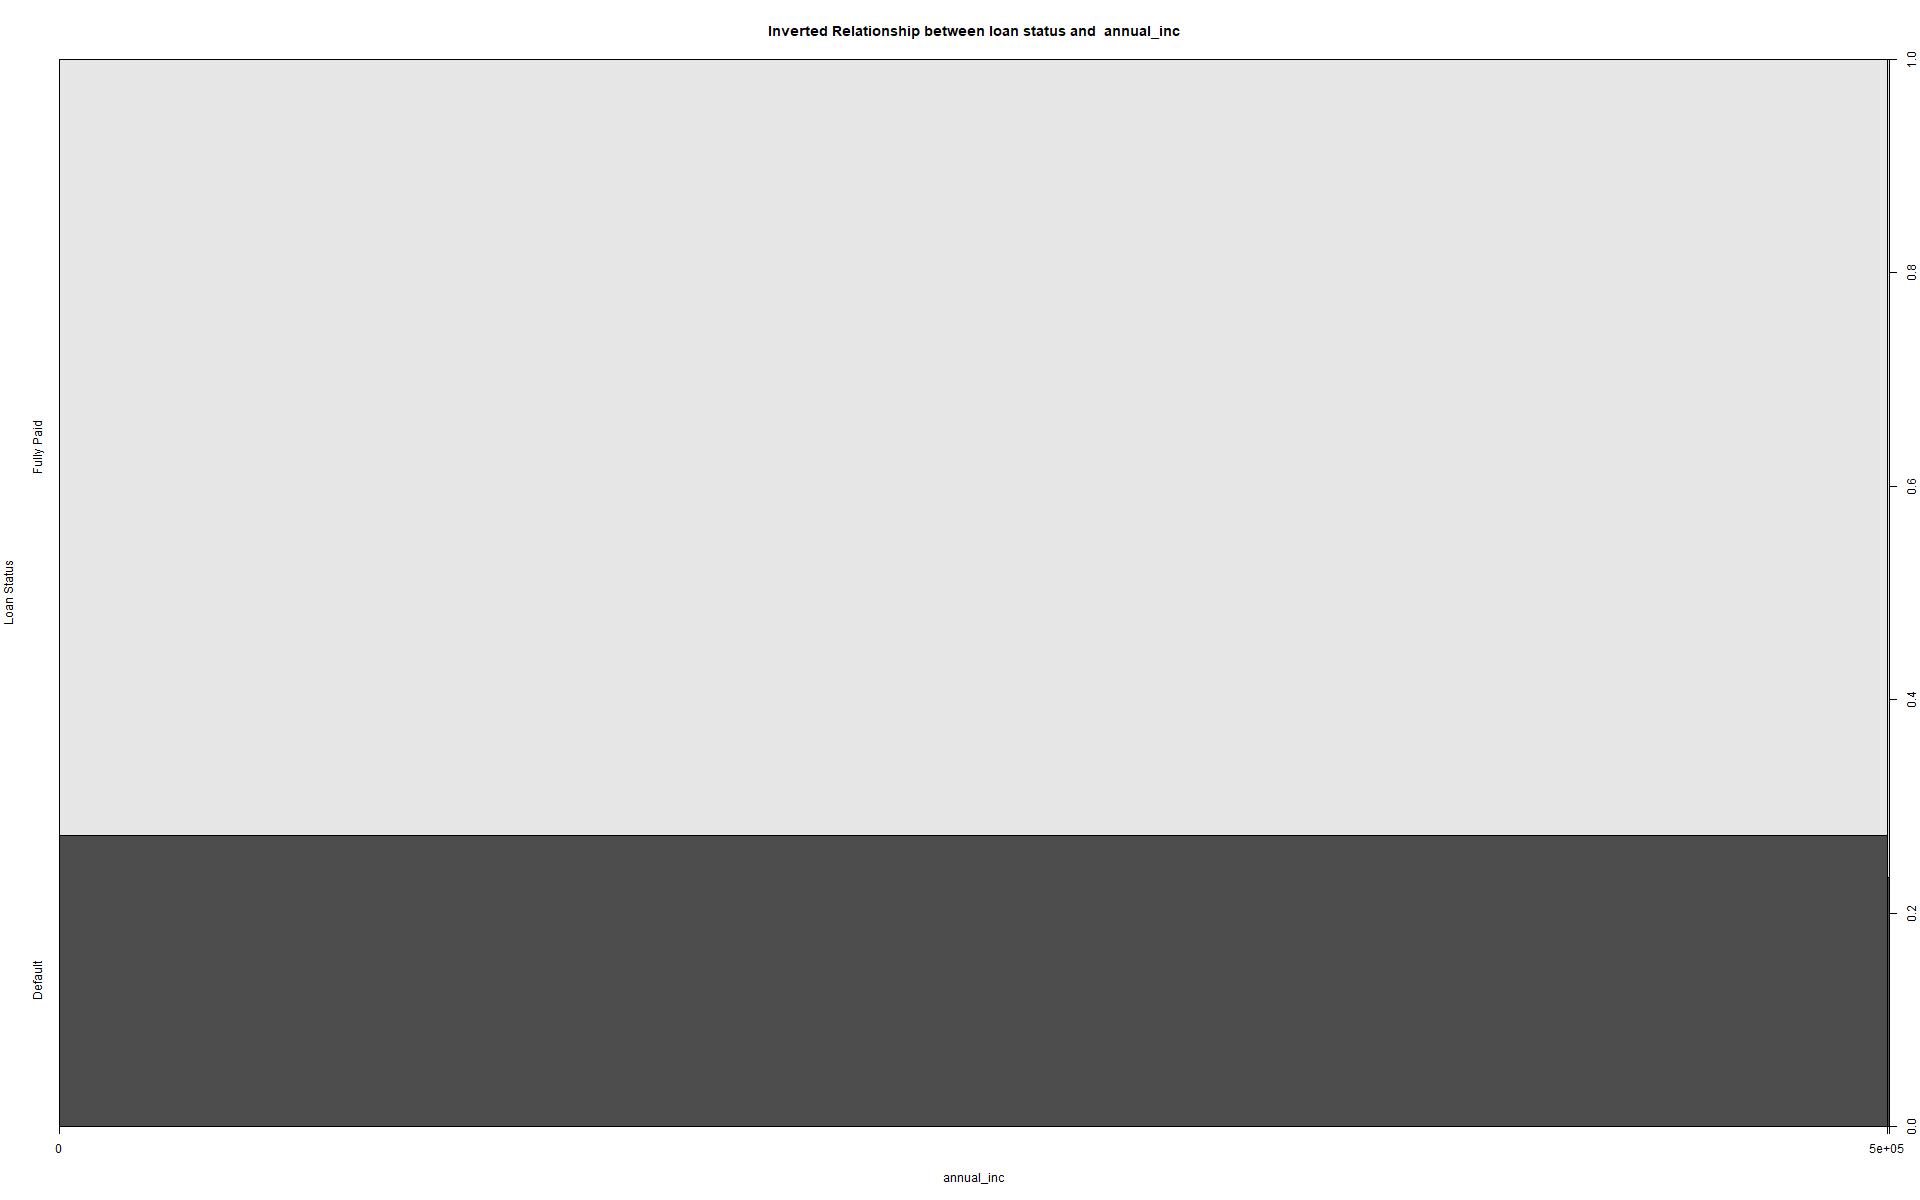 Inverted Relationship between loan status and  annual_inc
Loan Status
Fully Paid
Default
1.0
0.8
0.6
0.4
0.2
0.0
0
5e+05
annual_inc